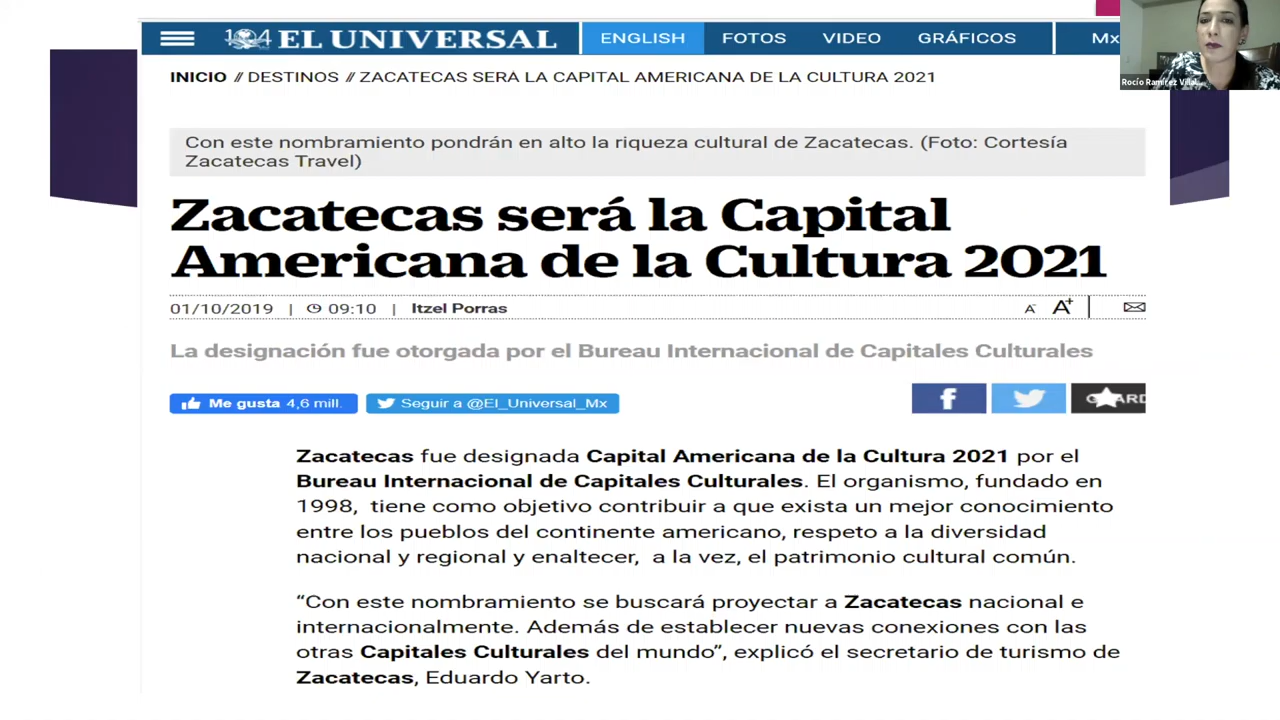 104 EL UNIVERSAL ENGLISH FOTOS VIDEO GRÁFICOS Mx
Rocío Ramírez Villal
INICIO // DESTINOS // ZACATECAS SERÁ LA CAPITAL AMERICANA DE LA CULTURA 2021
Con este nombramiento pondrán en alto la riqueza cultural de Zacatecas. (Foto: Cortesía
Zacatecas Travel)
Zacatecas será la Capital
Americana de la Cultura 2021
01/10/2019 | 09:10 | Itzel Porras A- A+
La designación fue otorgada por el Bureau Internacional de Capitales Culturales
Me gusta 4,6 mill. Seguir a @El_Universal_Mx
Zacatecas fue designada Capital Americana de la Cultura 2021 por el
Bureau Internacional de Capitales Culturales. El organismo, fundado en
1998, tiene como objetivo contribuir a que exista un mejor conocimiento
entre los pueblos del continente americano, respeto a la diversidad
nacional y regional y enaltecer, a la vez, el patrimonio cultural común.
“Con este nombramiento se buscará proyectar a Zacatecas nacional e
internacionalmente. Además de establecer nuevas conexiones con las
otras Capitales Culturales del mundo”, explicó el secretario de turismo de
Zacatecas, Eduardo Yarto.